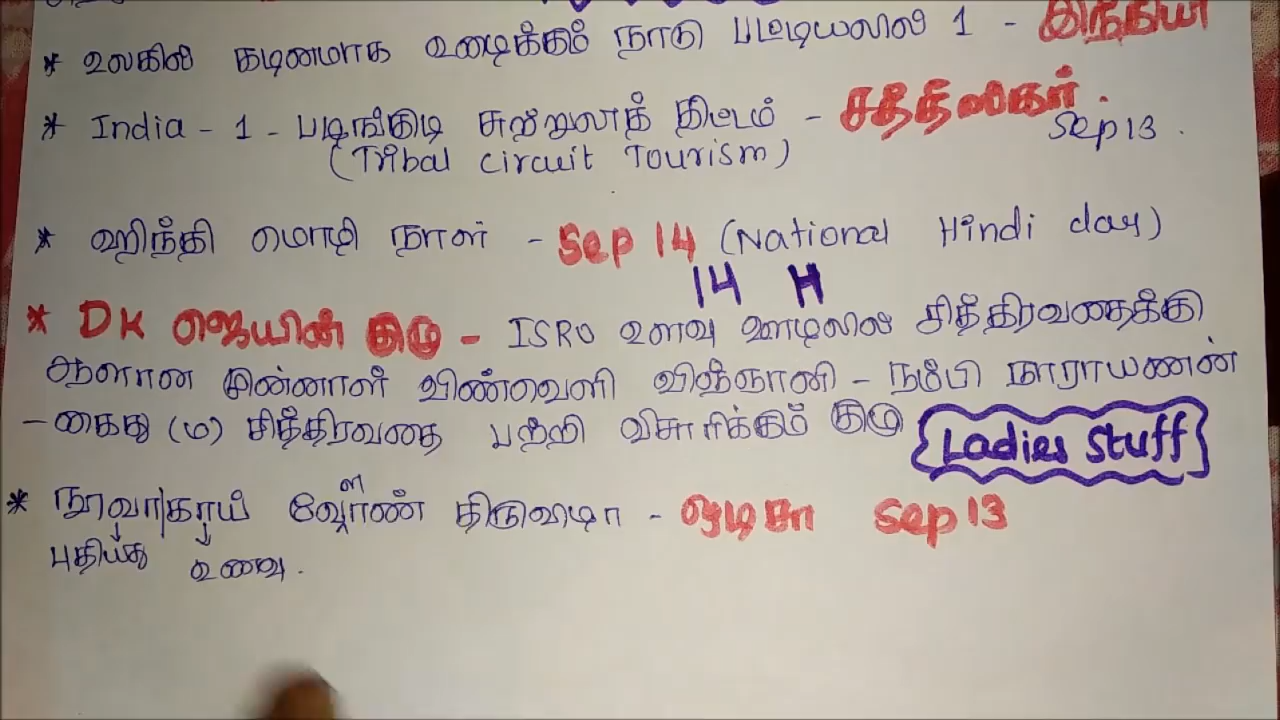 * உலகில் கடினமாக உழைக்கும் நாடு பட்டியலில் 1 - இந்தியா
* India - 1 - பழங்குடி சுற்றுலாத் திட்டம் - சத்தீஸ்கர். Sep 13.
(Tribal Circuit Tourism)
* ஹிந்தி மொழி நாள் - Sep 14 (National Hindi day)
14 H
* DK ஜெயின் குழு - ISRO உளவு ஊழலில் சித்திரவதைக்கு
ஆளான முன்னாள் விண்வெளி விஞ்ஞானி - நம்பி நாராயணன்
- கைது (ம) சித்திரவதை பற்றி விசாரிக்கும் குழு
Ladies Stuff
* நுவா|காய் வேளாண் திருவிழா - ஒடிசா Sep 13
புதியது உணவு.